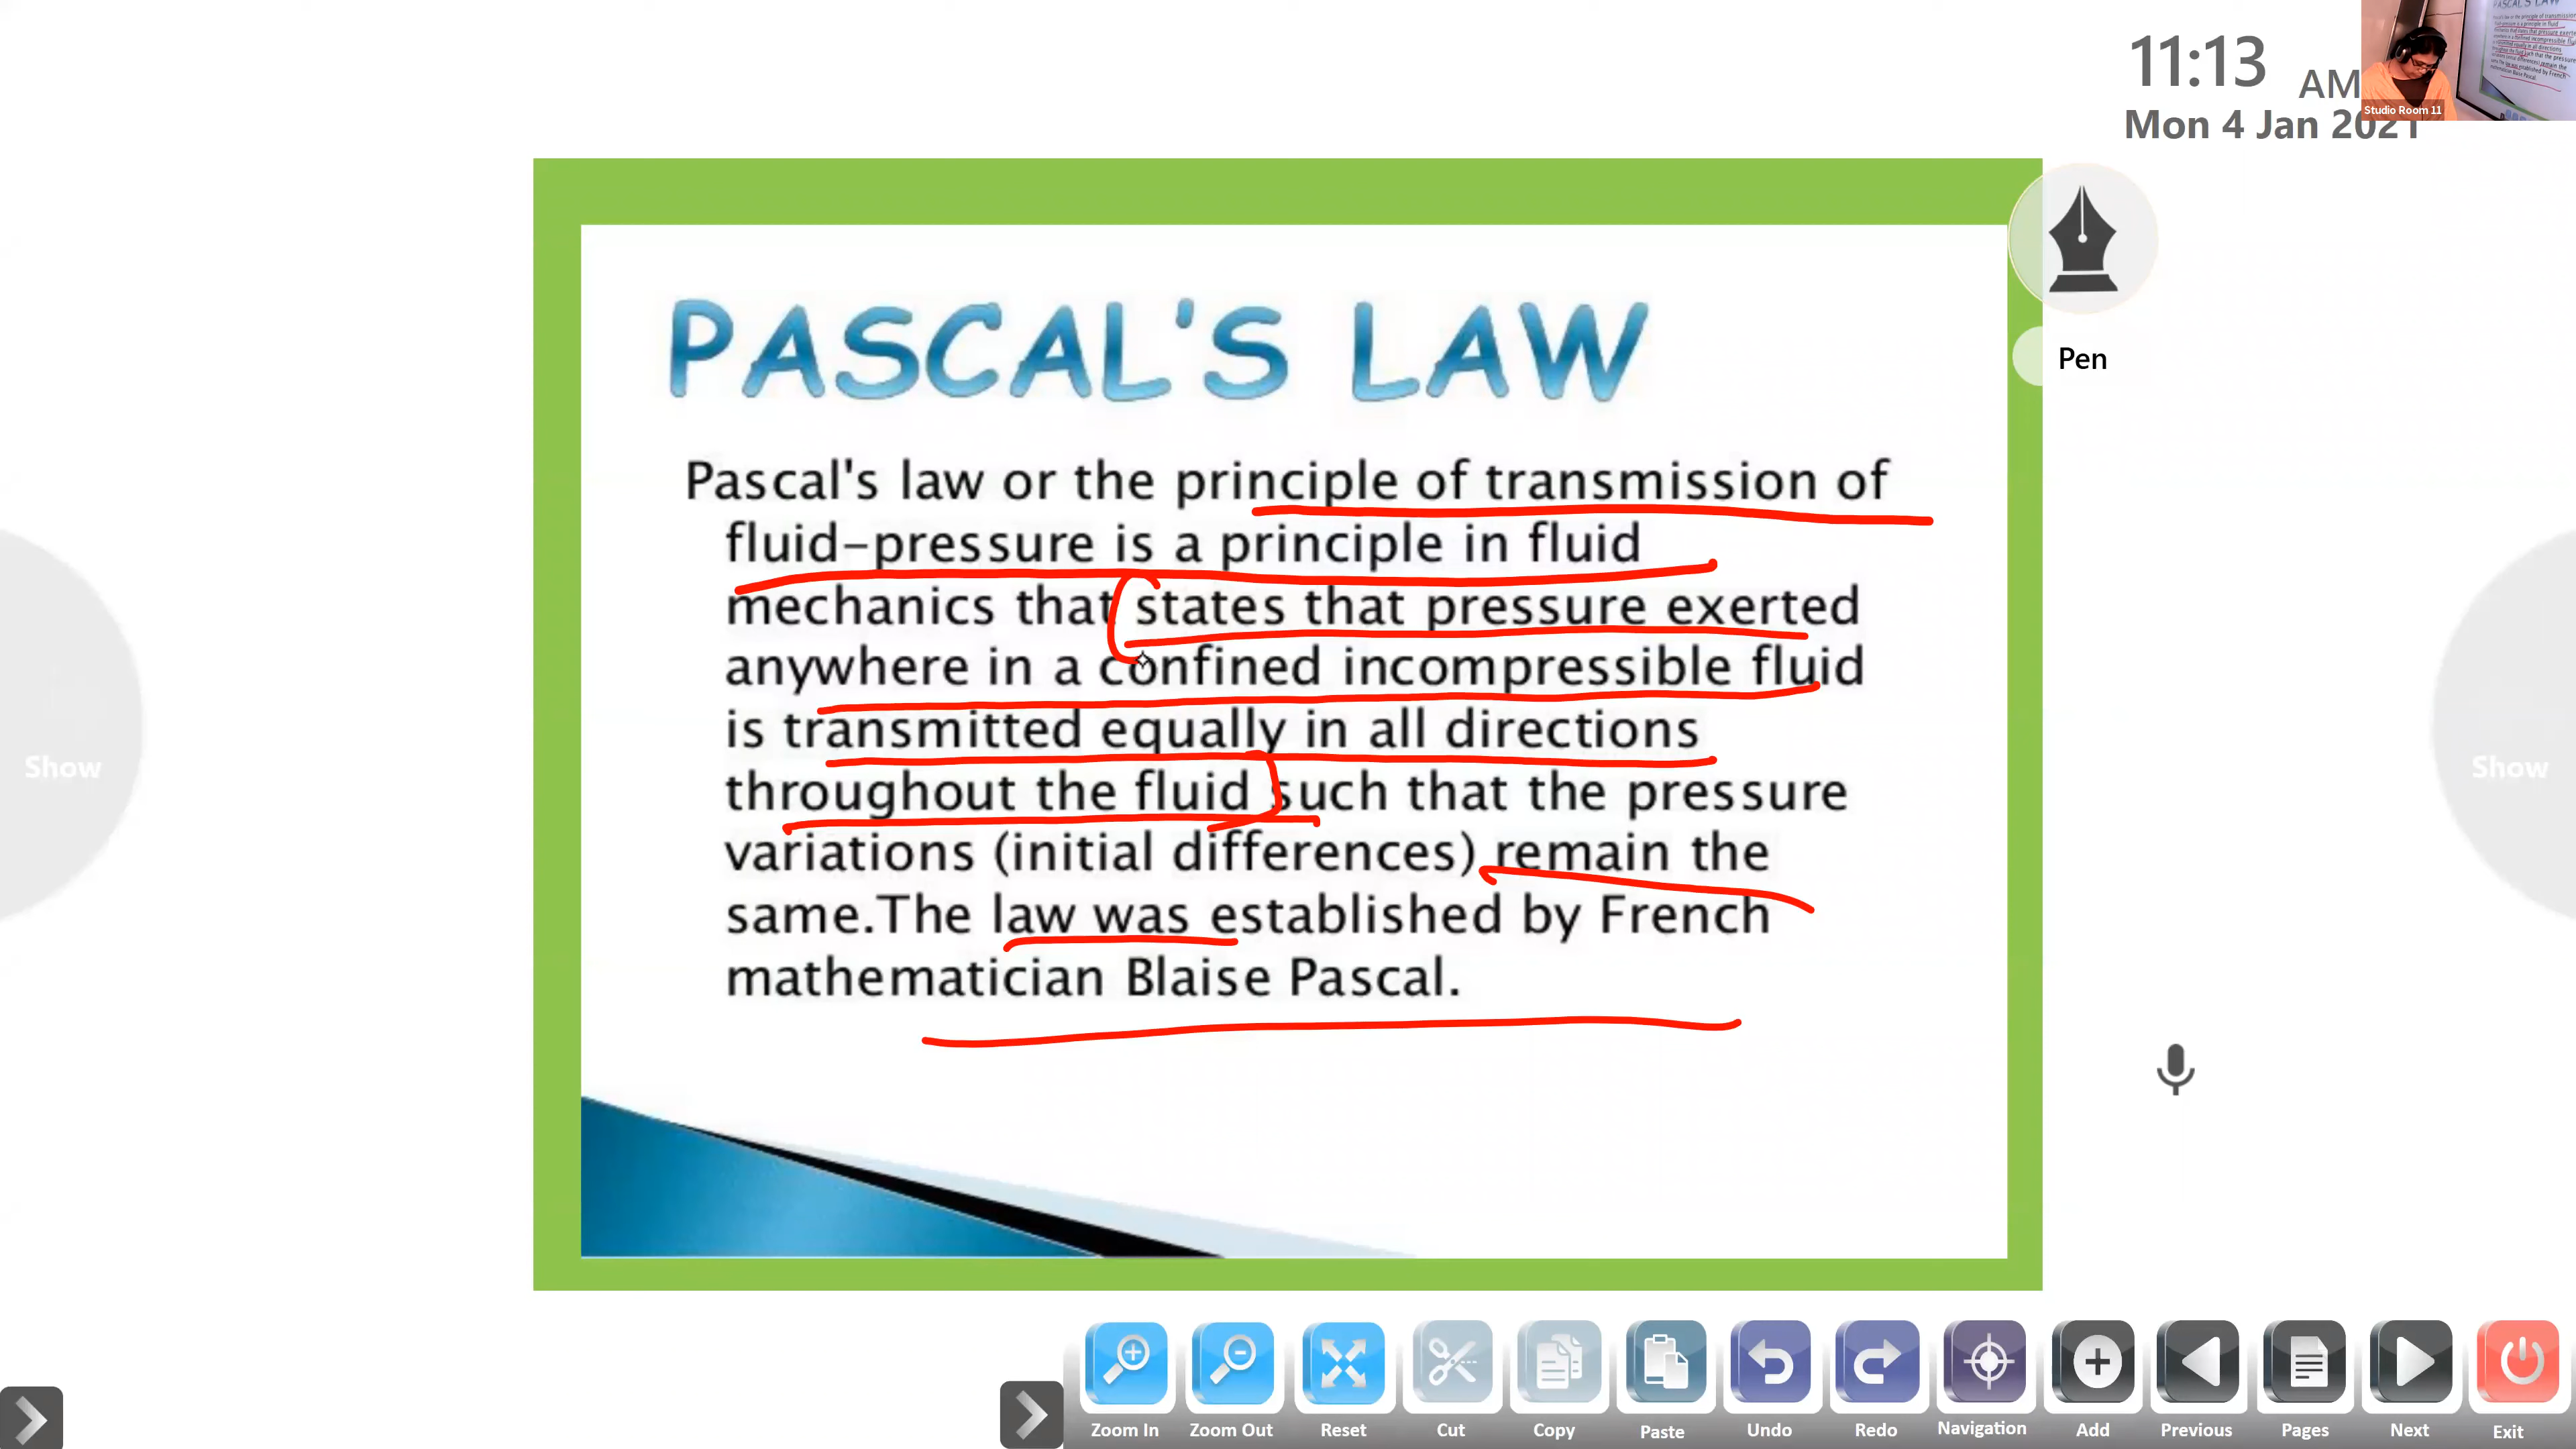 11:13 AM
Mon 4 Jan 2021
Studio Room 11
PASCAL'S LAW
Pen
Pascal's law or the principle of transmission of
fluid-pressure is a principle in fluid
mechanics that states that pressure exerted
anywhere in a confined incompressible fluid
is transmitted equally in all directions
throughout the fluid such that the pressure
variations (initial differences) remain the
same.The law was established by French
mathematician Blaise Pascal.
Show
Show
Zoom In
Zoom Out
Reset
Cut
Copy
Paste
Undo
Redo
Navigation
Add
Previous
Pages
Next
Exit